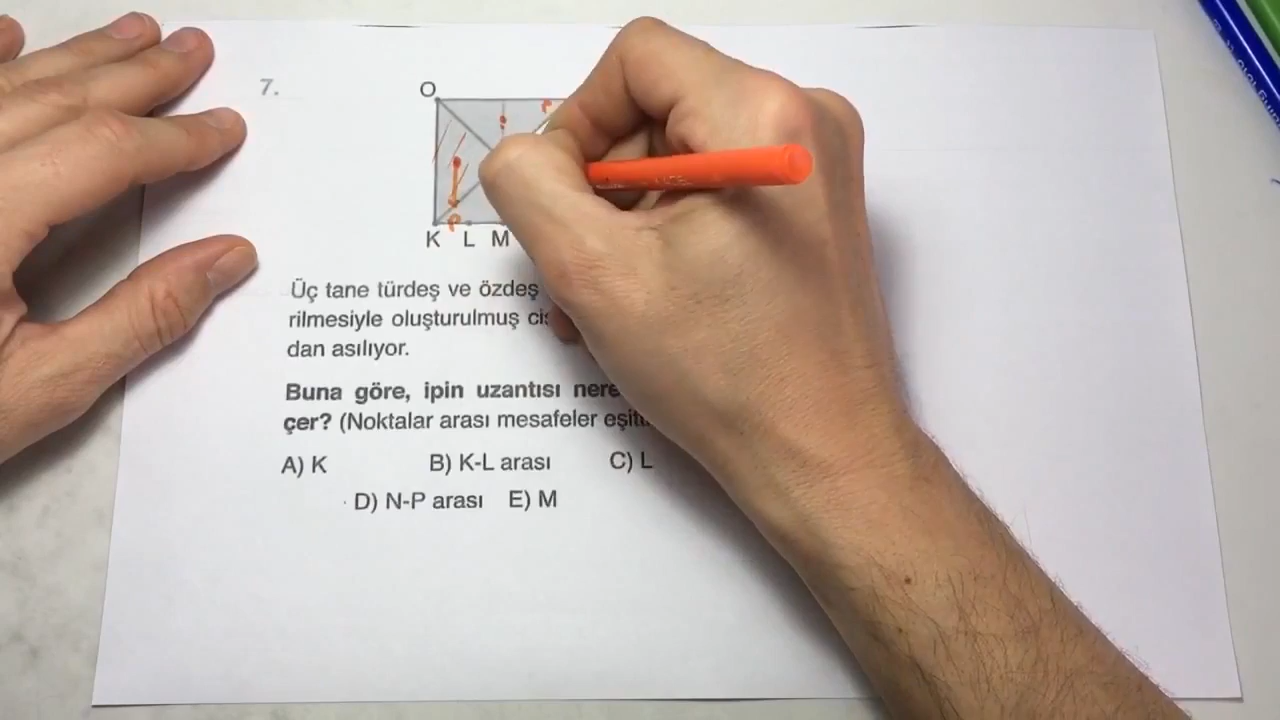 7.
O
K L M
Üç tane türdeş ve özdeş
rilmesiyle oluşturulmuş
dan asılıyor.
Buna göre, ipin uzantısı
çer? (Noktalar arası mesafeler
A) K B) K-L arası C) L
D) N-P arası E) M